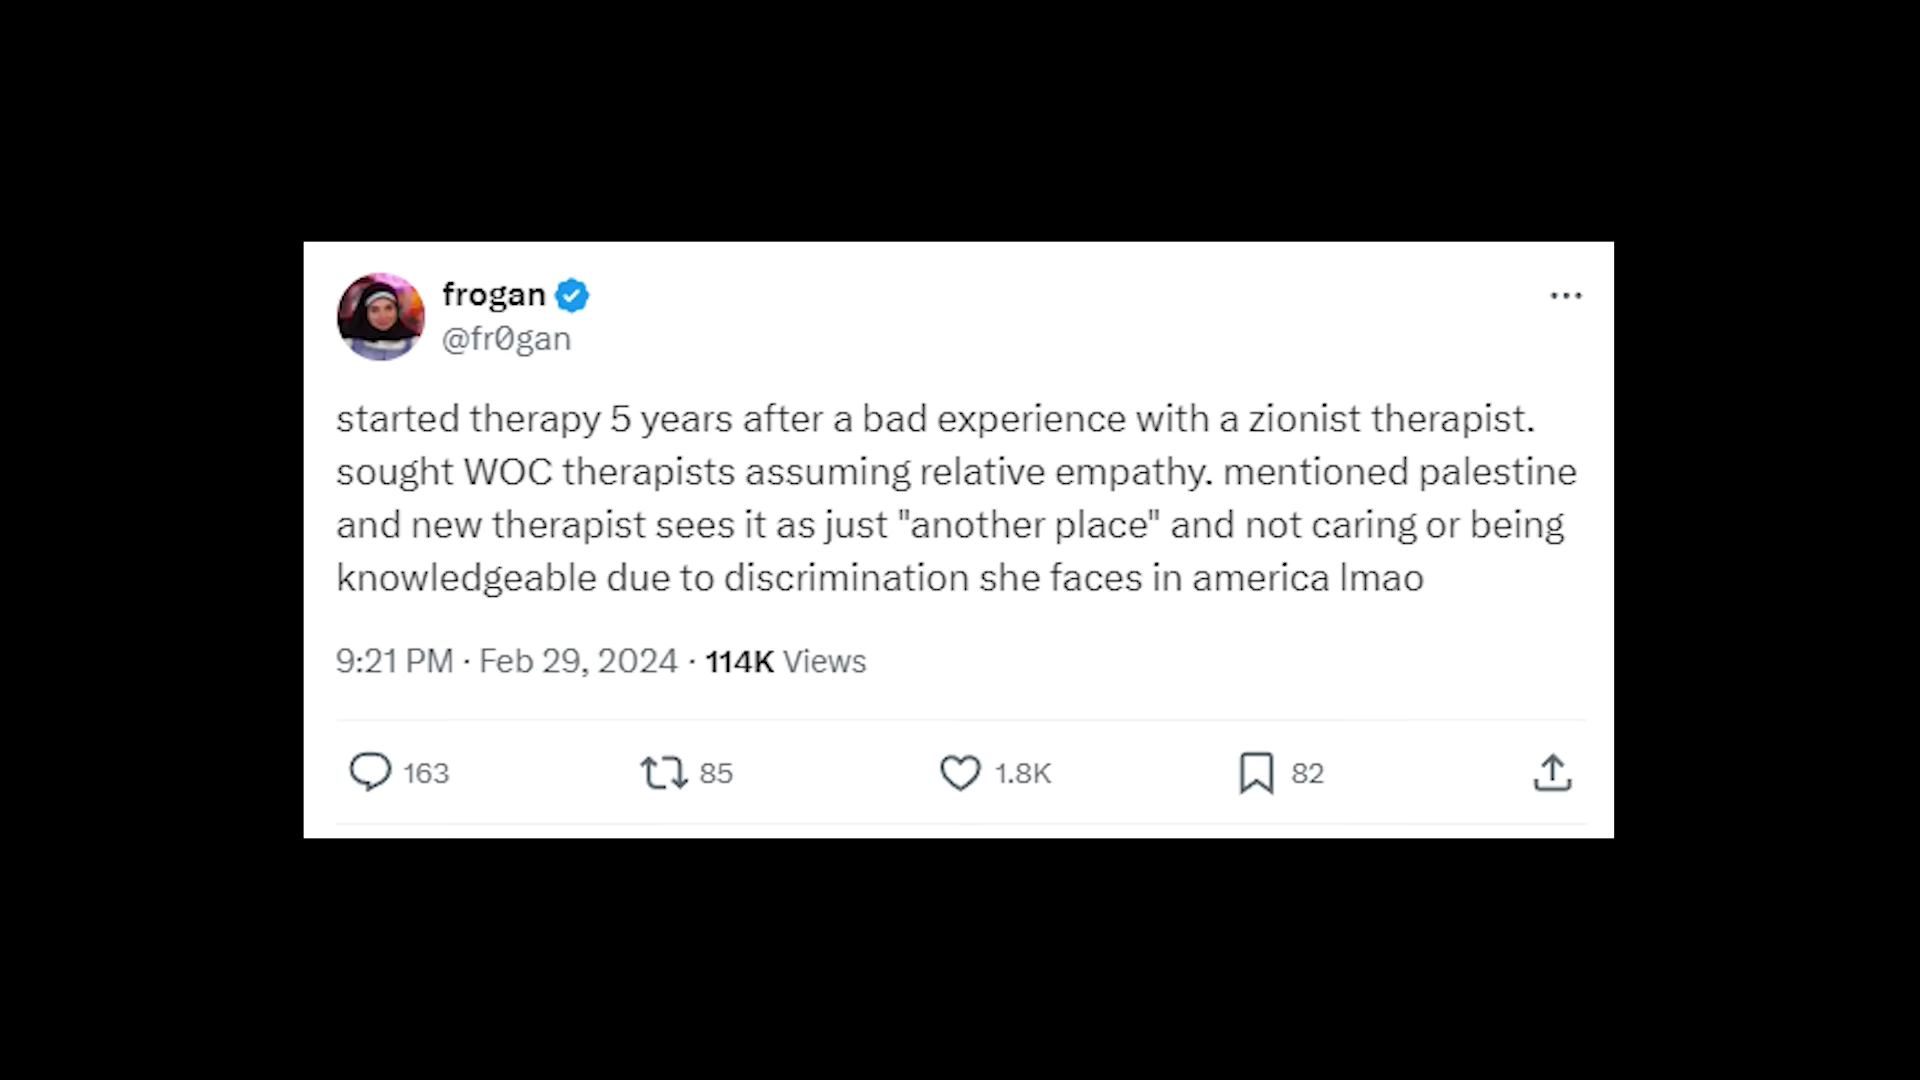 frogan
@fr0gan
started therapy 5 years after a bad experience with a zionist therapist.
sought WOC therapists assuming relative empathy. mentioned palestine
and new therapist sees it as just "another place" and not caring or being
knowledgeable due to discrimination she faces in america lmao
9:21 PM · Feb 29, 2024 · 114K Views
163 85 1.8K 82